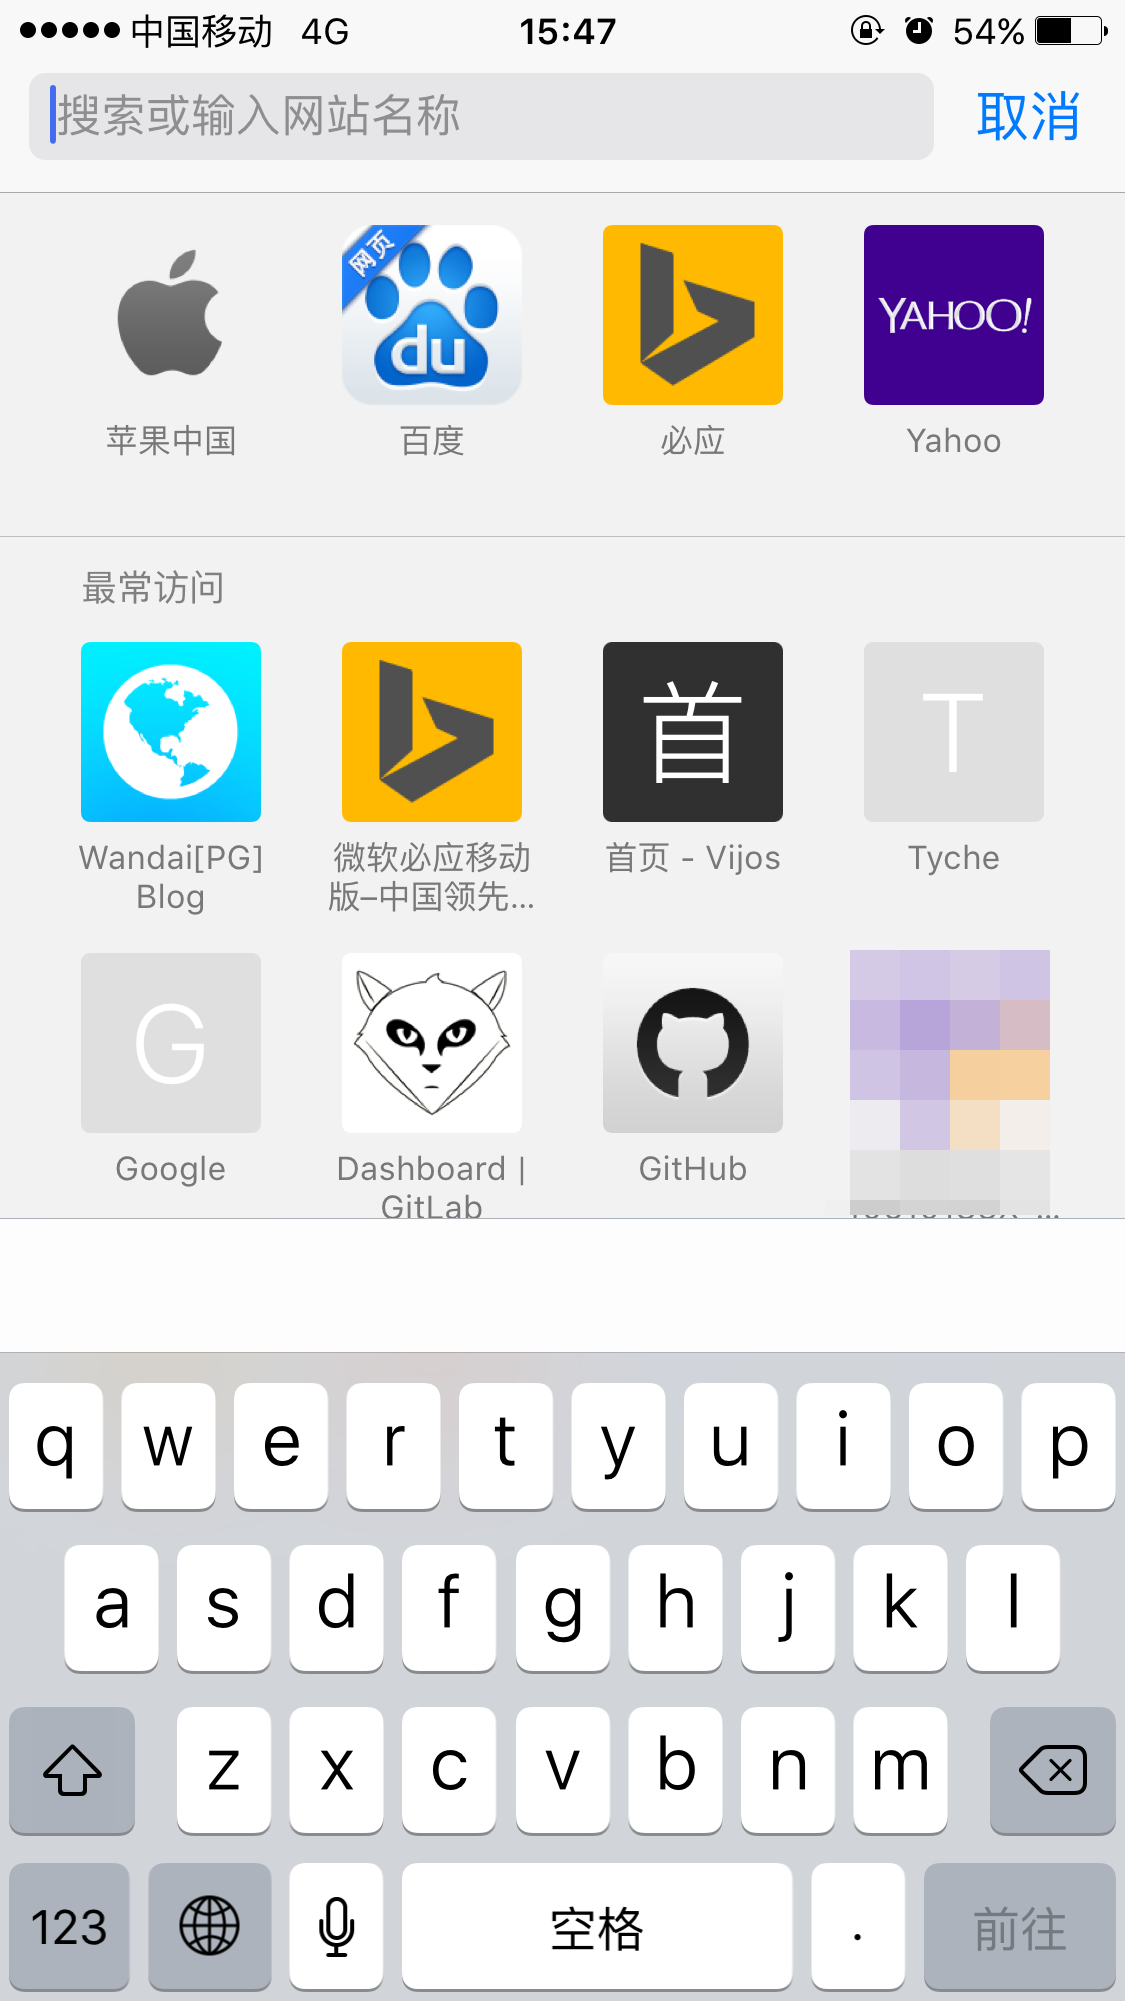 中国移动 4G 15:47 54%
搜索或输入网站名称 取消
网页
du
YAHOO!
苹果中国 百度 必应 Yahoo
最常访问
首 T
Wandai[PG] Blog
微软必应移动版–中国领先...
首页 - Vijos
Tyche
G
Google
Dashboard | GitLab
GitHub
q w e r t y u i o p
a s d f g h j k l
z x c v b n m
123 空格 . 前往